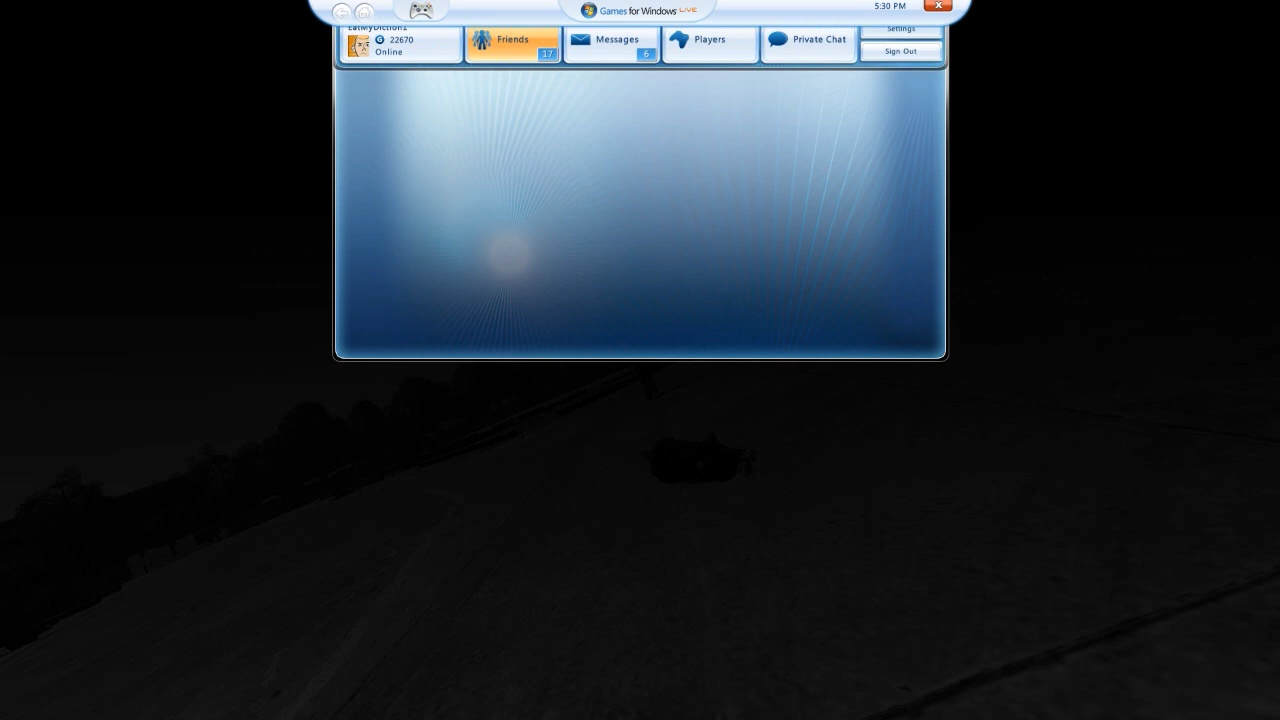 Games for Windows LIVE
5:30 PM
EatMyDiction1
G 22670
Online
Friends
17
Messages
6
Players
Private Chat
Settings
Sign Out